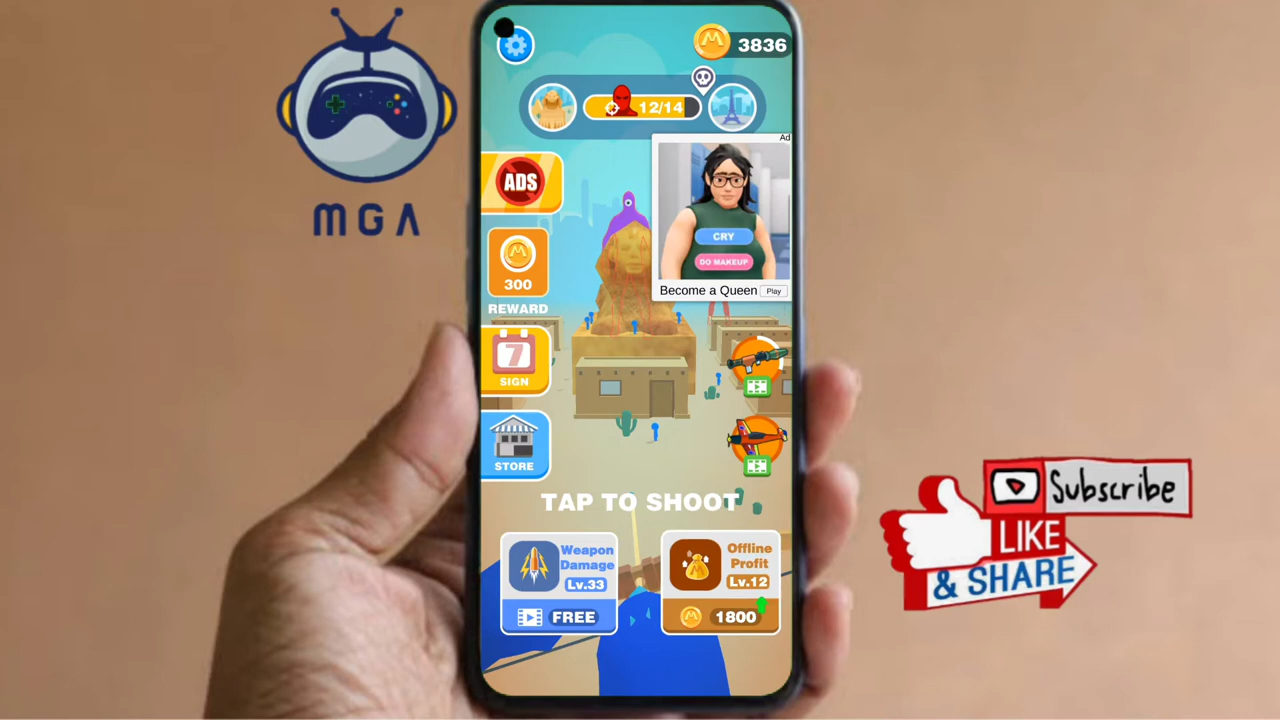 MGA
3836
12/14
Ad
ADS
CRY
DO MAKEUP
Become a Queen
Play
300
REWARD
7
SIGN
STORE
TAP TO SHOOT
Weapon
Damage
Lv.33
FREE
Offline
Profit
Lv.12
1800
Subscribe
LIKE
& SHARE